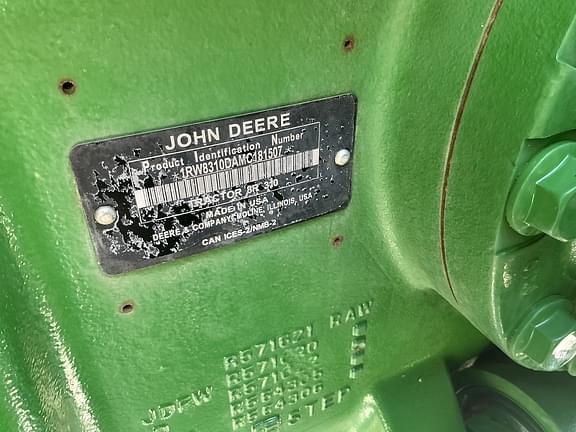 JOHN DEERE
Product Identification Number
*1RW8310DAMC181507*
TRACTOR 8R 310
MADE IN USA
DEERE & COMPANY MOLINE, ILLINOIS, USA
CAN ICES-2/NMB-2
R571621 RAW
JDFW
STEP